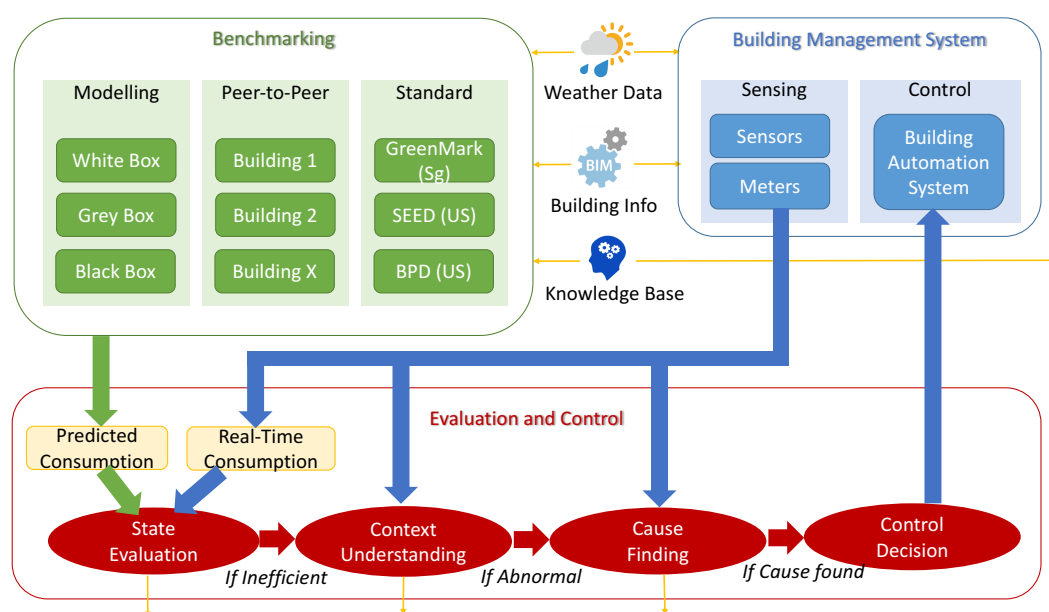 Benchmarking
Modelling
White Box
Grey Box
Black Box
Peer-to-Peer
Building 1
Building 2
Building X
Standard
GreenMark
(Sg)
SEED (US)
BPD (US)
Weather Data
BIM
Building Info
Knowledge Base
Building Management System
Sensing
Sensors
Meters
Control
Building
Automation
System
Evaluation and Control
Predicted
Consumption
Real-Time
Consumption
State
Evaluation
If Inefficient
Context
Understanding
If Abnormal
Cause
Finding
If Cause found
Control
Decision